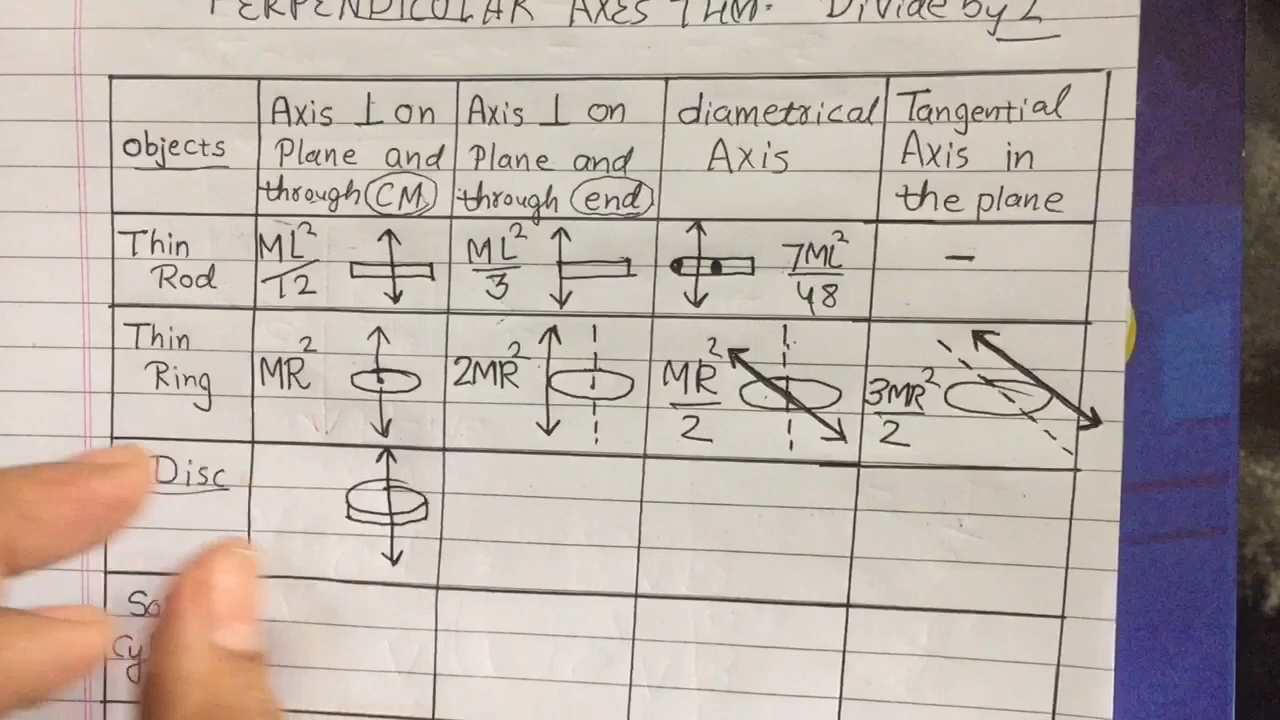 PERPENDICULAR AXES THM. Divide by 2
objects
Axis ⊥ on
Plane and
through CM
Axis ⊥ on
Plane and
through end
diametrical
Axis
Tangential
Axis in
the plane
Thin
Rod
ML²/12
ML²/3
7ML²/48
–
Thin
Ring
MR²
2MR²
MR²/2
3MR²/2
Disc